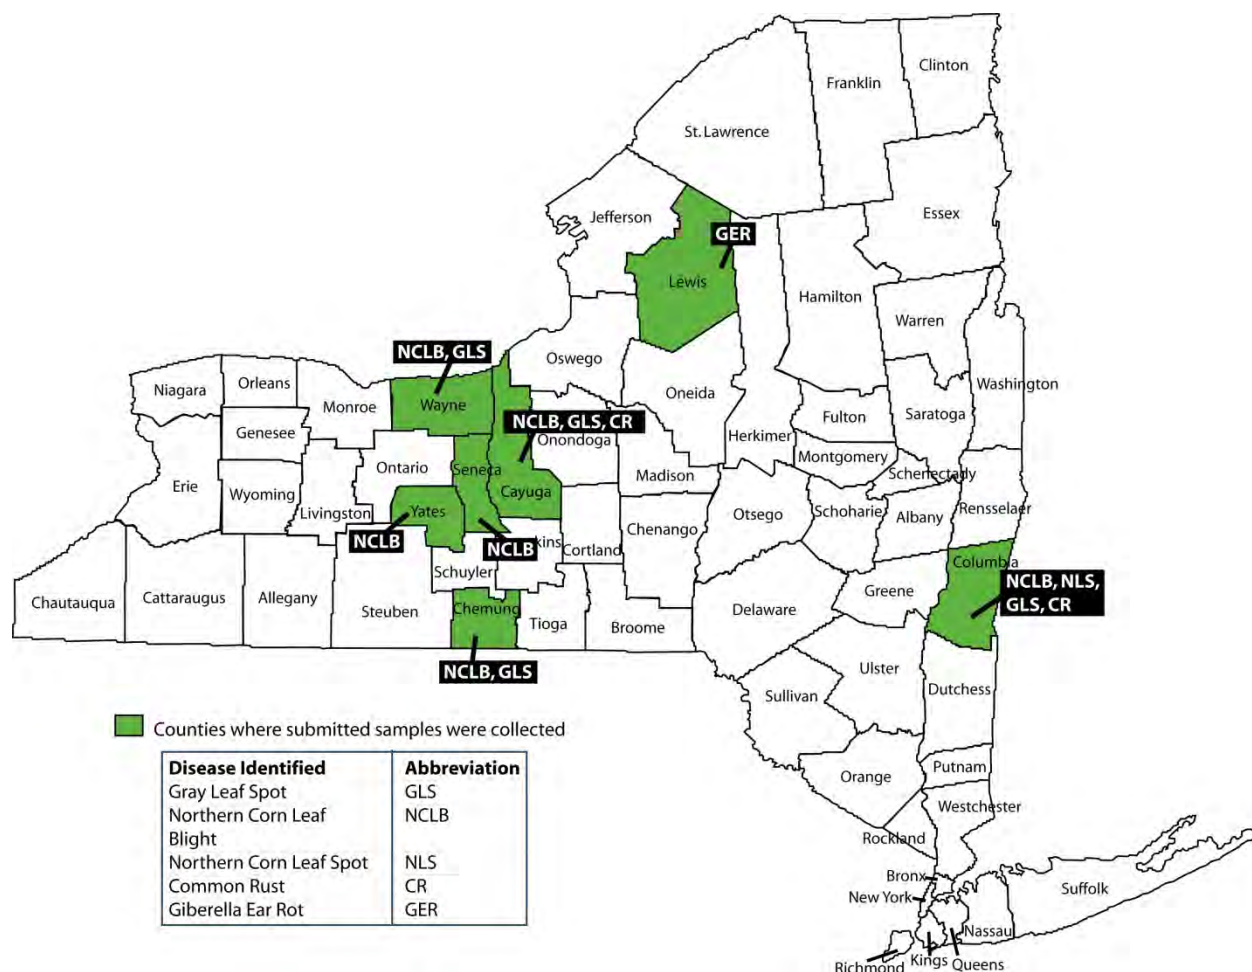 Clinton
Franklin
St. Lawrence
Essex
Jefferson
GER
Lewis
Hamilton
Warren
NCLB, GLS
Oswego
Niagara
Orleans
Oneida
Washington
Monroe
Wayne
Fulton
Saratoga
NCLB, GLS, CR
Genesee
Onondoga
Herkimer
Montgomery
Ontario
Seneca
Madison
Schenectady
Erie
Wyoming
Cayuga
Livingston
Yates
Otsego
Schoharie
Albany
Rensselaer
NCLB
NCLB
kins
Cortland
Chenango
Columbia
Schuyler
NCLB, NLS,
GLS, CR
Greene
Chautauqua
Cattaraugus
Allegany
Steuben
Chemung
Tioga
Broome
Delaware
NCLB, GLS
Ulster
Sullivan
Dutchess
Counties where submitted samples were collected
Disease Identified Abbreviation
Gray Leaf Spot GLS
Northern Corn Leaf NCLB
Blight
Northern Corn Leaf Spot NLS
Common Rust CR
Giberella Ear Rot GER
Orange
Putnam
Westchester
Rockland
Bronx
New York
Suffolk
Nassau
Richmond
Kings
Queens